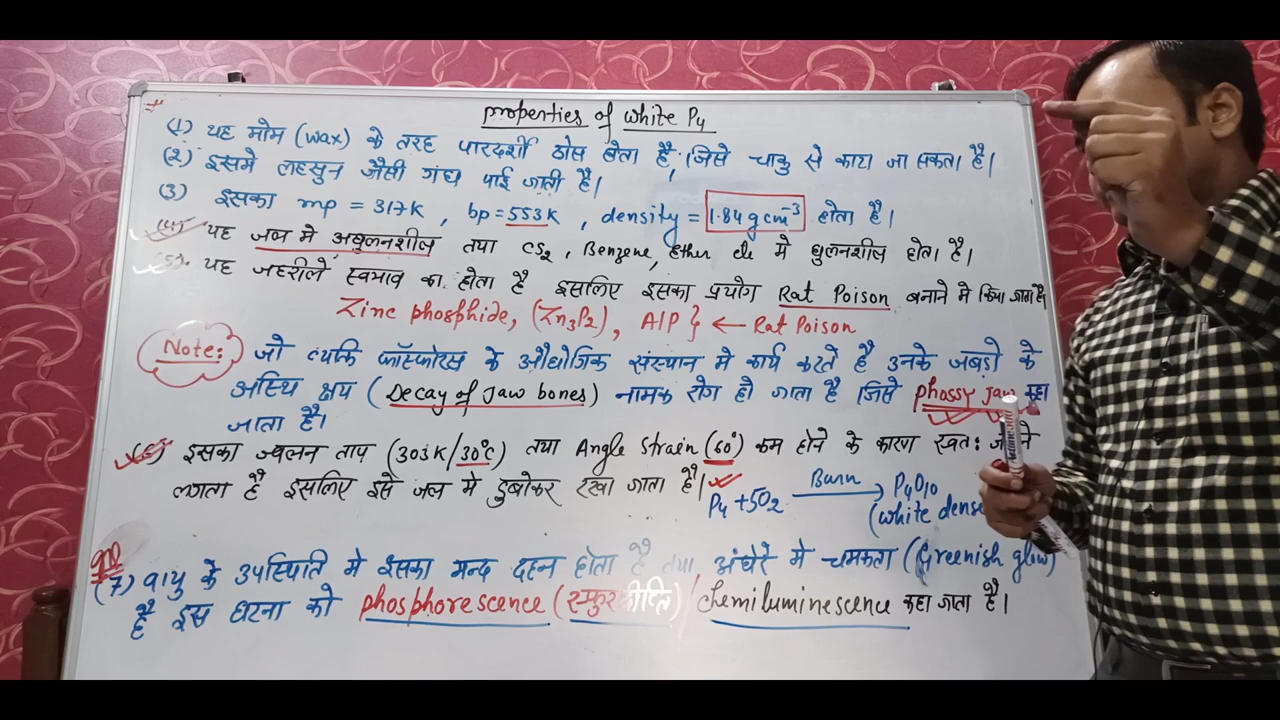 properties of white P4
(1) यह मोम (wax) के तरह पारदर्शी ठोस होता है, जिसे चाकु से काटा जा सकता है।
(2) इसमे लहसुन जैसी गंध पाई जाती है।
(3) इसका mp = 317K, bp = 553K, density = 1.84 g cm⁻³ होता है।
(4) यह जल मे अघुलनशील तथा CS₂, Benzene, Ether etc मे घुलनशील होता है।
(5) यह जहरीले स्वभाव का होता है इसलिए इसका प्रयोग Rat Poison बनाने मे किया जाता है।
Zinc phosphide, (Zn₃P₂), AlP } ← Rat Poison
Note: जो व्यक्ति फॉस्फोरस के औद्योगिक संस्थान मे कार्य करते है उनके जबड़ो के
अस्थि क्षय (Decay of Jaw bones) नामक रोग हो जाता है जिसे phossy jaw कहा
जाता है।
(6) इसका ज्वलन ताप (303K/30°C) तथा Angle Strain (60°) कम होने के कारण स्वत:
लगता है इसलिए इसे जल मे डुबोकर रखा जाता है।
P₄ + 5O₂ Burn → P₄O₁₀
(white dense
(7) वायु के उपस्थिति मे इसका मन्द दहन होता है तथा अंधेरे मे चमकता (Greenish glow)
है इस घटना को phosphorescence (स्फुरदीप्ति) / chemiluminescence कहा जाता है।